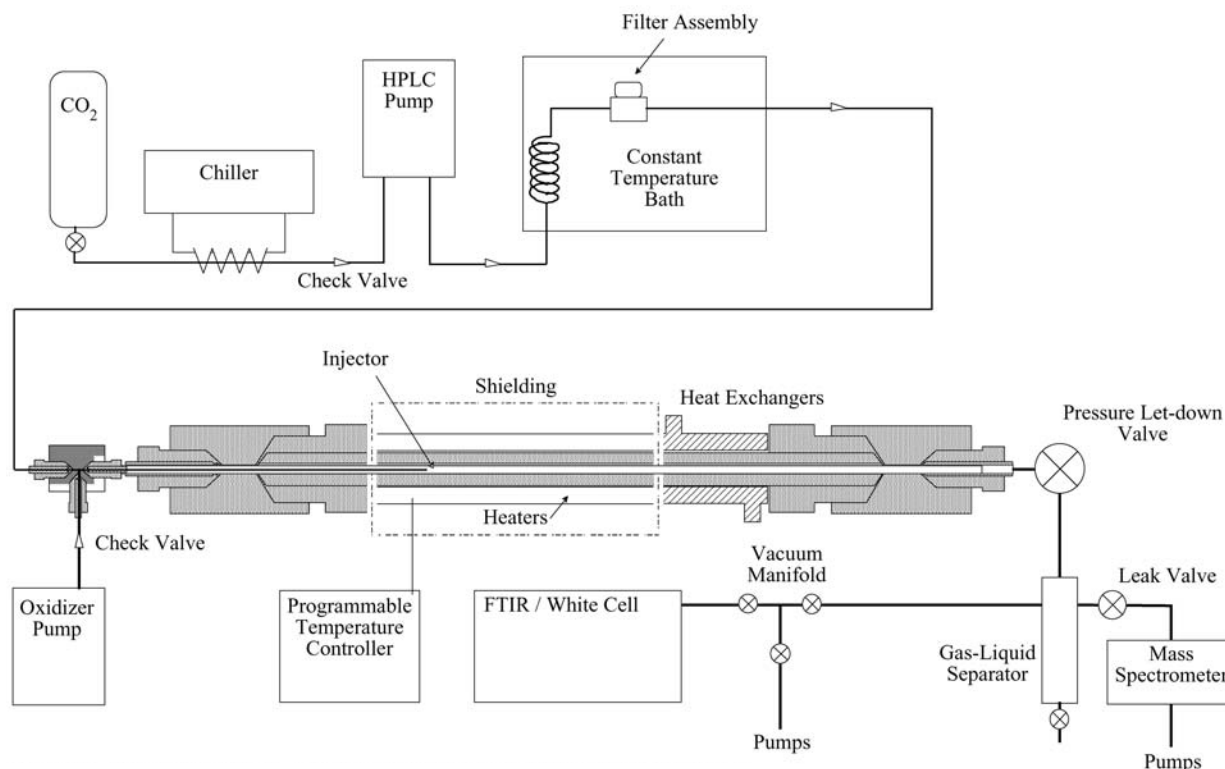 Filter Assembly
CO2
HPLC
Pump
Chiller
Constant
Temperature
Bath
Check Valve
Injector
Shielding
Heat Exchangers
Pressure Let-down
Valve
Heaters
Check Valve
Vacuum
Manifold
Leak Valve
Oxidizer
Pump
Programmable
Temperature
Controller
FTIR / White Cell
Gas-Liquid
Separator
Mass
Spectrometer
Pumps
Pumps